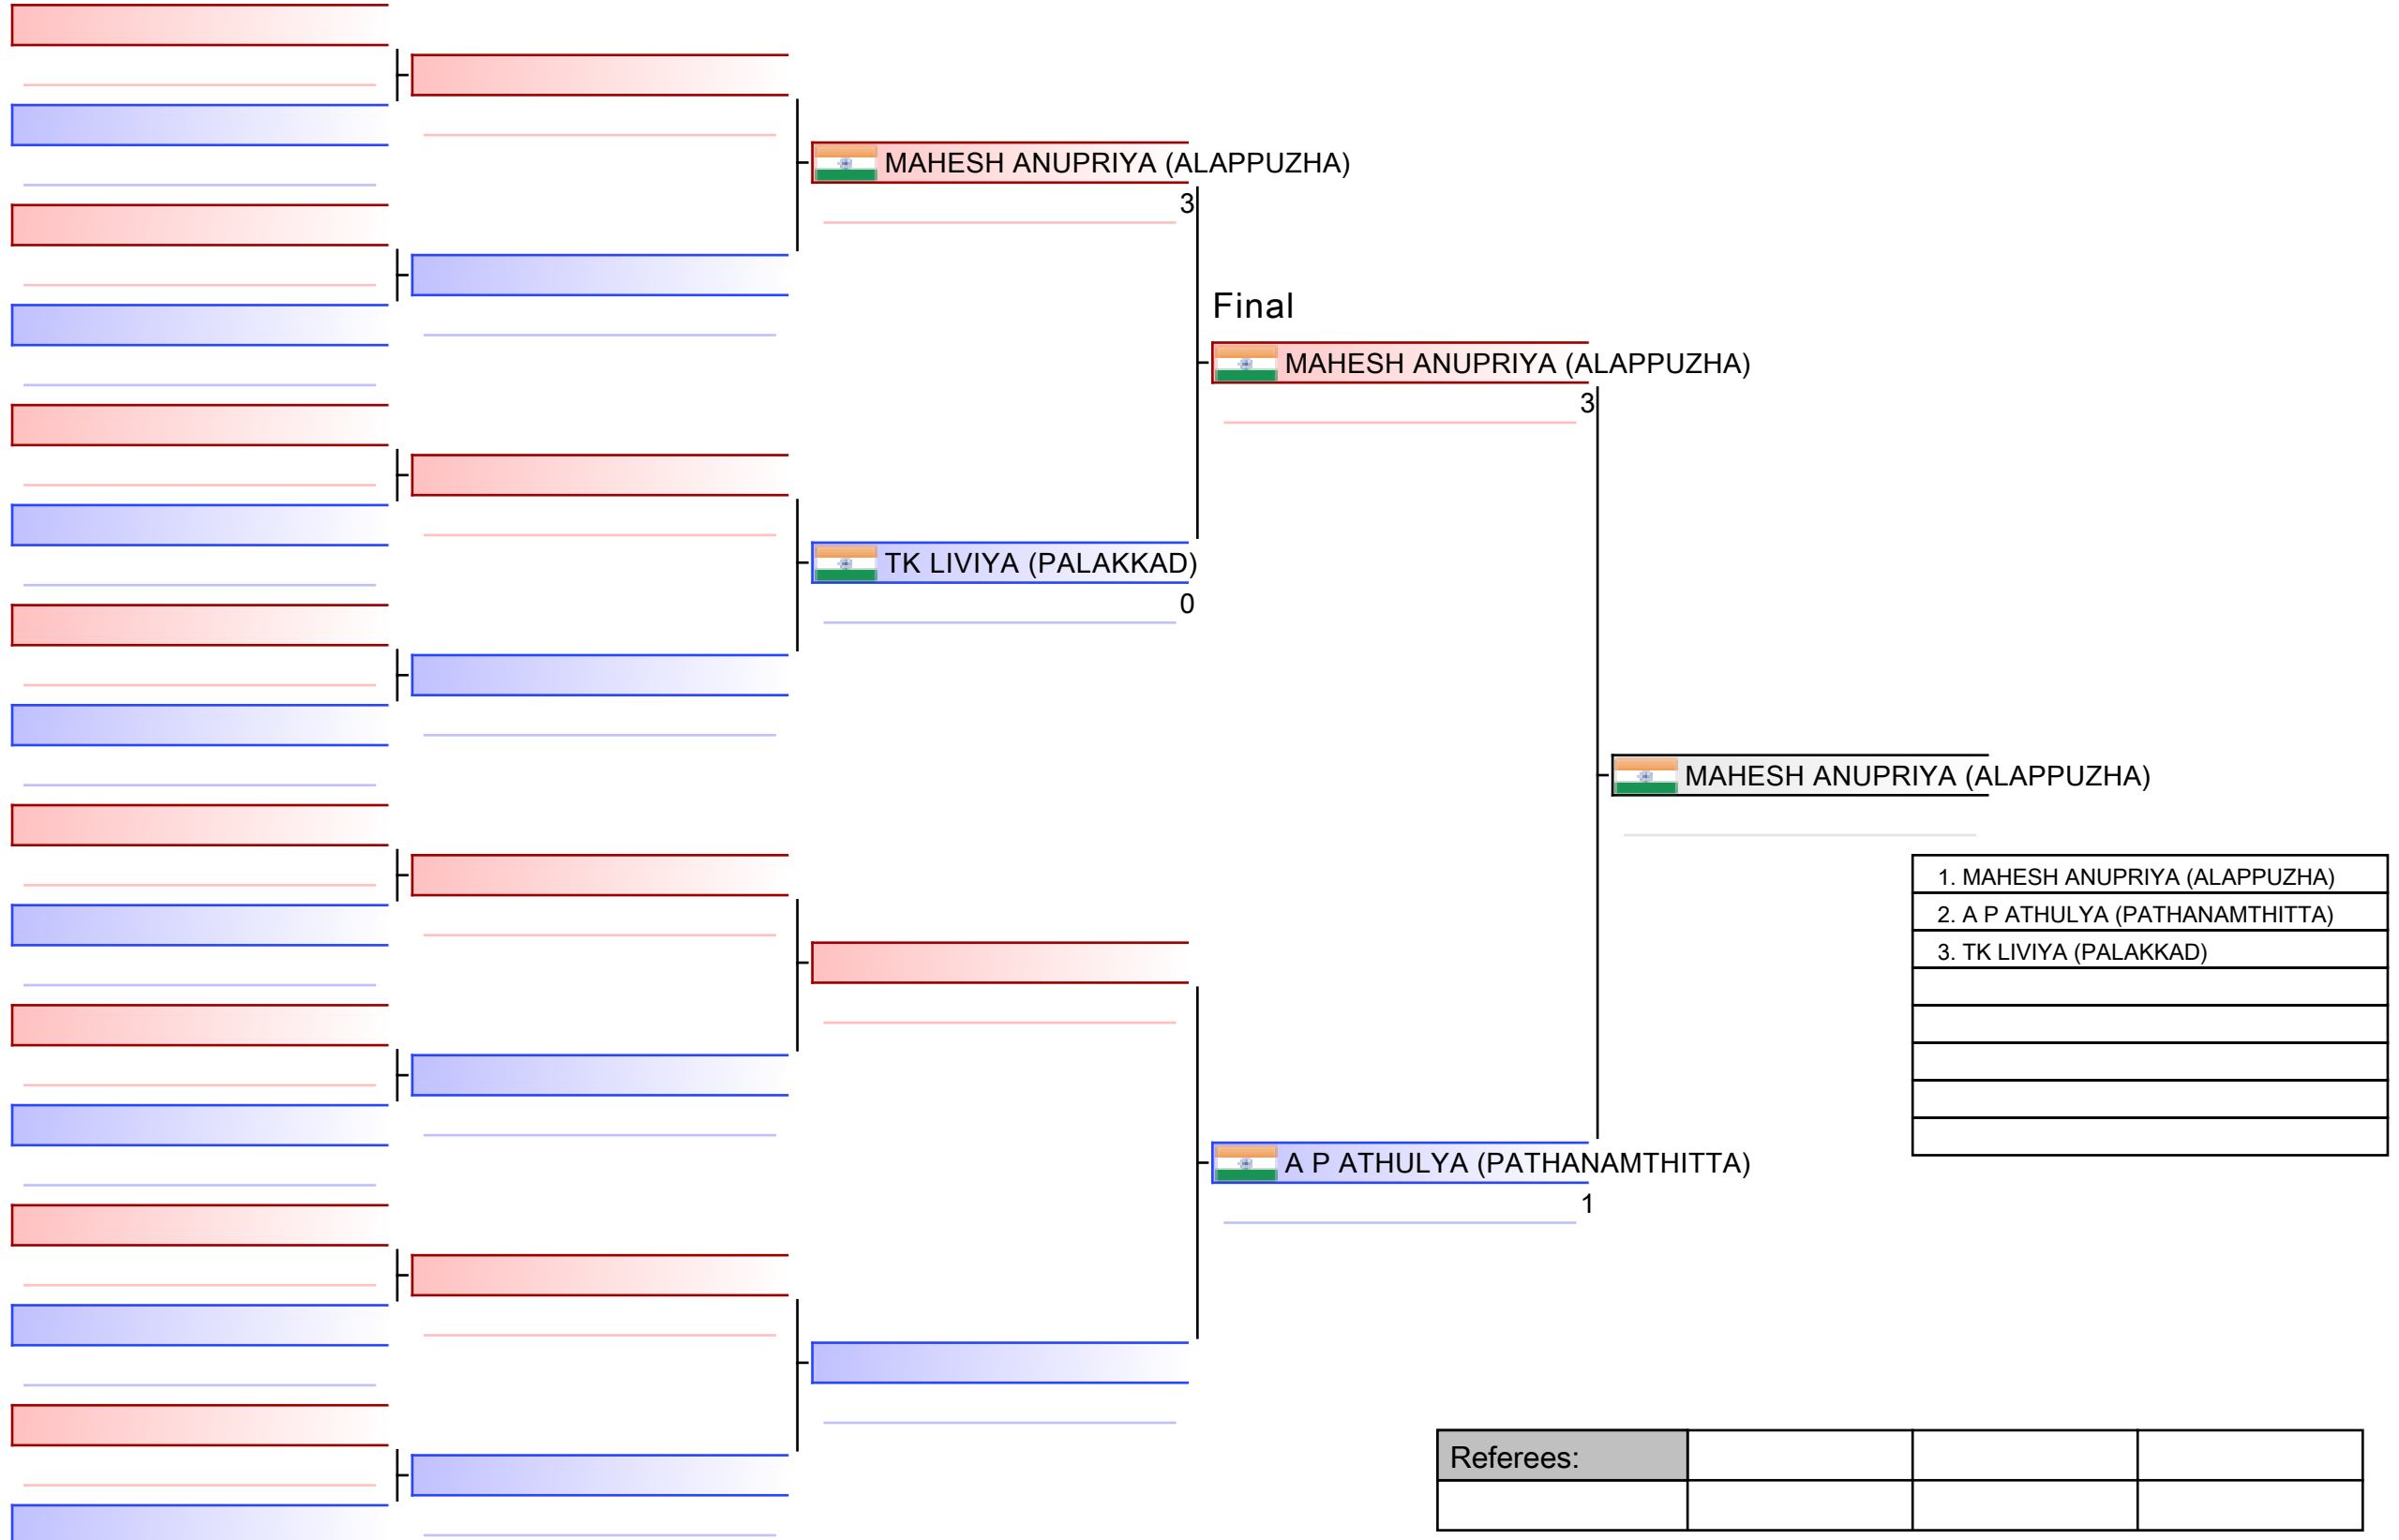 MAHESH ANUPRIYA (ALAPPUZHA)
3
Final
MAHESH ANUPRIYA (ALAPPUZHA)
3
TK LIVIYA (PALAKKAD)
0
MAHESH ANUPRIYA (ALAPPUZHA)
1. MAHESH ANUPRIYA (ALAPPUZHA)
2. A P ATHULYA (PATHANAMTHITTA)
3. TK LIVIYA (PALAKKAD)
A P ATHULYA (PATHANAMTHITTA)
1
Referees: